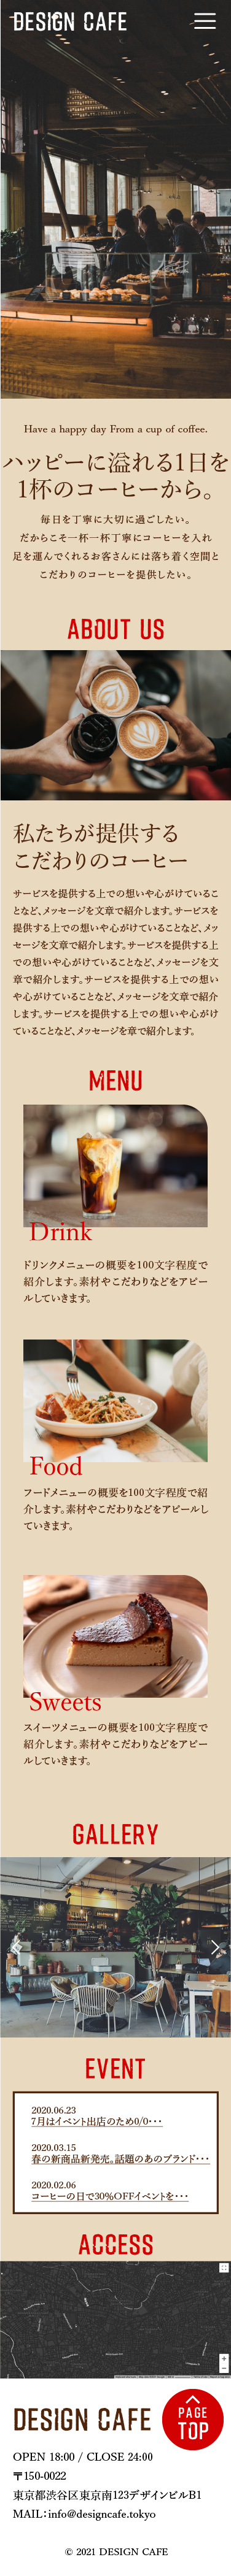 DESIGN CAFE
Have a happy day From a cup of coffee.
ハッピーに溢れる1日を
1杯のコーヒーから。
毎日を丁寧に大切に過ごしたい。
だからこそ一杯一杯丁寧にコーヒーを入れ
足を運んでくれるお客さんには落ち着く空間と
こだわりのコーヒーを提供したい。
ABOUT US
私たちが提供する
こだわりのコーヒー
サービスを提供する上での想いや心がけているこ
となど、メッセージを文章で紹介します。サービスを
提供する上での想いや心がけていることなど、メッ
セージを文章で紹介します。サービスを提供する上
での想いや心がけていることなど、メッセージを文
章で紹介します。サービスを提供する上での想い
や心がけていることなど、メッセージを文章で紹介
します。サービスを提供する上での想いや心がけ
ていることなど、メッセージを章で紹介します。
MENU
Drink
ドリンクメニューの概要を100文字程度で
紹介します。素材やこだわりなどをアピー
ルしていきます。
Food
フードメニューの概要を100文字程度で紹
介します。素材やこだわりなどをアピールし
ていきます。
Sweets
スイーツメニューの概要を100文字程度で
紹介します。素材やこだわりなどをアピー
ルしていきます。
GALLERY
EVENT
2020.06.23
7月はイベント出店のため0/0・・・
2020.03.15
春の新商品新発売。話題のあのブランド・・・
2020.02.06
コーヒーの日で30%OFFイベントを・・・
ACCESS
DESIGN CAFE
PAGE
TOP
OPEN 18:00 / CLOSE 24:00
〒150-0022
東京都渋谷区東京南123デザインビルB1
MAIL：info@designcafe.tokyo
© 2021 DESIGN CAFE